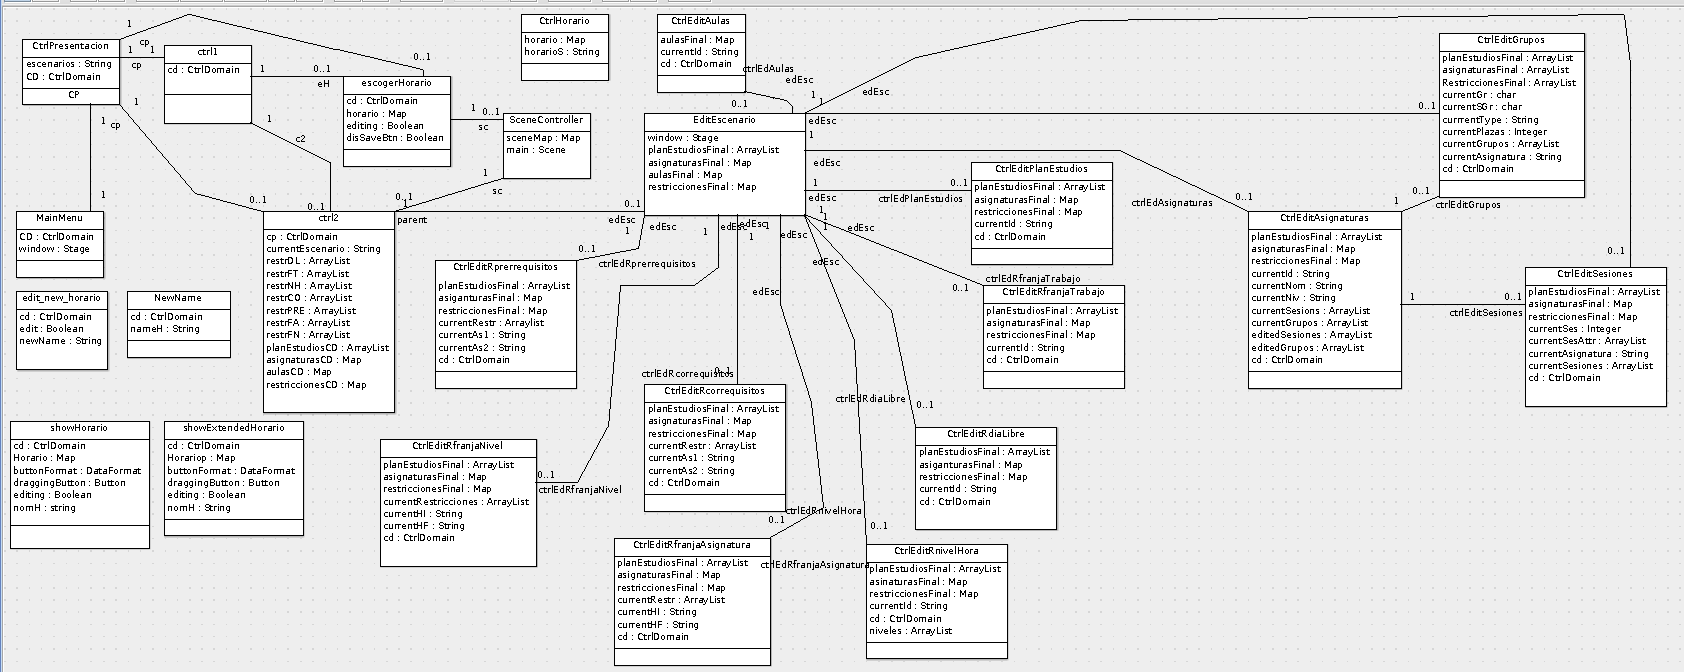 CtrlPresentacion
escenarios : String
CD : CtrlDomain
CP
1
cp
1
1
cp
ctrl1
cd : CtrlDomain
1
0..1
eH
0..1
escogerHorario
cd : CtrlDomain
horario : Map
editing : Boolean
disSaveBtn : Boolean
1
0..1
sc
CtrlHorario
horario : Map
horarioS : String
CtrlEditAulas
aulasFinal : Map
currentId : String
cd : CtrlDomain
ctrlEdAulas
edEsc
0..1
1
1
edEsc
SceneController
sceneMap : Map
main : Scene
1
sc
EditEscenario
window : Stage
planEstudiosFinal : ArrayList
asignaturasFinal : Map
aulasFinal : Map
restriccionesFinal : Map
edEsc
1
edEsc
1
edEsc
0..1
CtrlEditGrupos
planEstudiosFinal : ArrayList
asignaturasFinal : ArrayList
RestriccionesFinal : ArrayList
currentGr : char
currentSGr : char
currmentType : String
currentPlazas : Integer
currentGrupos : ArrayList
currentAsignatura : String
cd : CtrlDomain
1
cp
1
1
c2
1
0..1
0..1
0..1
parent
0..1
edEsc
1
edEsc
1
edEsc
1
edEsc
1
edEsc
edEsc
edEsc
edEsc
MainMenu
CD : CtrlDomain
window : Stage
ctrl2
cp : CtrlDomain
currentEscenario : String
restrDL : ArrayList
restrFT : ArrayList
restrNH : ArrayList
restrCO : ArrayList
restrPRE : ArrayList
restrFA : ArrayList
restrFN : ArrayList
planEstudiosCD : ArrayList
asignaturasCD : Map
aulasCD : Map
restriccionesCD : Map
0..1
ctrlEdPlanEstudios
CtrlEditPlanEstudios
planEstudiosFinal : ArrayList
asignaturasFinal : Map
restriccionesFinal : Map
currentId : String
cd : CtrlDomain
ctrlEdAsignaturas
0..1
1
0..1
ctrlEditGrupos
CtrlEditAsignaturas
planEstudiosFinal : ArrayList
asignaturasFinal : Map
restriccionesFinal : Map
currentId : String
currentNom : String
currentNiv : String
currentSesions : ArrayList
currentGrupos : ArrayList
editedSesiones : ArrayList
editedGrupos : ArrayList
cd : CtrlDomain
1
0..1
ctrlEditSesiones
0..1
CtrlEditSesiones
planEstudiosFinal : ArrayList
asignaturasFinal : Map
restriccionesFinal : Map
currentSes : Integer
currentSesAttr : ArrayList
currentAsignatura : String
currentSesiones : ArrayList
cd : CtrlDomain
edit_new_horario
cd : CtrlDomain
edit : Boolean
newName : String
NewName
cd : CtrlDomain
nameH : String
0..1
ctrlEditRprerrequisitos
CtrlEditRprerrequisitos
planEstudiosFinal : ArrayList
asiganturasFinal : Map
restriccionesFinal : Map
currentRestr : Arraylist
currentAs1 : String
currentAs2 : String
cd : CtrlDomain
ctrlEditRfranjaTrabajo
0..1
CtrlEditRfranjaTrabajo
planEstudiosFinal : ArrayList
asignaturasFinal : Map
restriccionesFinal : Map
currentId : String
cd : CtrlDomain
ctrlEdRcorrequisitos
0..1
CtrlEditRcorrequisitos
planEstudiosFinal : ArrayList
asignaturasFinal : Map
restriccionesFinal : Map
currentRestr : ArrayList
currentAs1 : String
currentAs2 : String
cd : CtrlDomain
ctrlEdRdiaLibre
0..1
CtrlEditRdiaLibre
planEstudiosFinal : ArrayList
asiganturasFinal : Map
restriccionesFinal : Map
currentId : String
cd : CtrlDomain
showHorario
cd : CtrlDomain
Horario : Map
buttonFormat : DataFormat
draggingButton : Button
editing : Boolean
nomH : string
showExtendedHorario
cd : CtrlDomain
Horariop : Map
buttonFormat : DataFormat
draggingButton : Button
editing : Boolean
nomH : String
CtrlEditRfranjaNivel
planEstudiosFinal : ArrayList
asignaturasFinal : Map
restriccionesFinal : Map
currentRestricciones : ArrayList
currentHI : String
currentHF : String
cd : CtrlDomain
0..1
ctrlEdRfranjaNivel
ctrlEdRnivelHora
0..1
0..1
CtrlEditRfranjaAsignatura
planEstudiosFinal : ArrayList
asignaturasFinal : Map
restriccionesFinal : Map
currentRestr : ArrayList
currentHI : String
currentHF : String
cd : CtrlDomain
ctrlEdRfranjaAsignatura
CtrlEditRnivelHora
planEstudiosFinal : ArrayList
asinaturasFinal : Map
restriccionesFinal : Map
currentId : String
cd : CtrlDomain
niveles : ArrayList